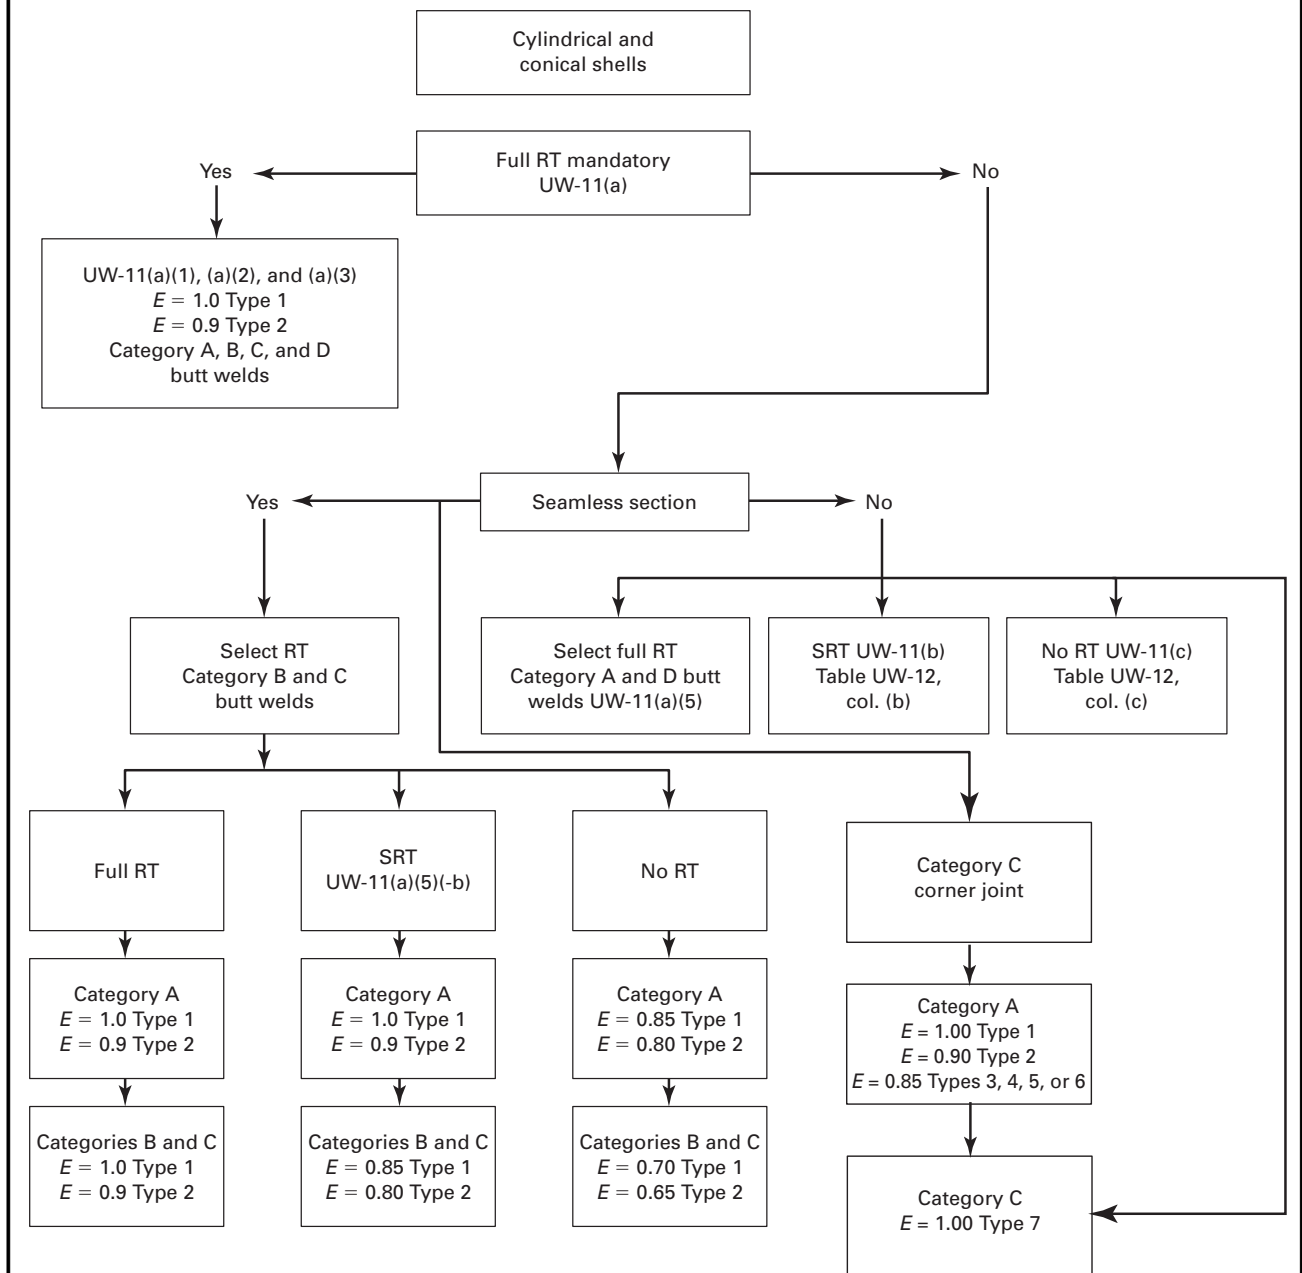 Cylindrical and
conical shells
Full RT mandatory
UW-11(a)
Yes
No
UW-11(a)(1), (a)(2), and (a)(3)
E = 1.0 Type 1
E = 0.9 Type 2
Category A, B, C, and D
butt welds
Seamless section
Yes
No
Select RT
Category B and C
butt welds
Select full RT
Category A and D butt
welds UW-11(a)(5)
SRT UW-11(b)
Table UW-12,
col. (b)
No RT UW-11(c)
Table UW-12,
col. (c)
Full RT
SRT
UW-11(a)(5)(-b)
No RT
Category C
corner joint
Category A
E = 1.0 Type 1
E = 0.9 Type 2
Category A
E = 1.0 Type 1
E = 0.9 Type 2
Category A
E = 0.85 Type 1
E = 0.80 Type 2
Category A
E = 1.00 Type 1
E = 0.90 Type 2
E = 0.85 Types 3, 4, 5, or 6
Categories B and C
E = 1.0 Type 1
E = 0.9 Type 2
Categories B and C
E = 0.85 Type 1
E = 0.80 Type 2
Categories B and C
E = 0.70 Type 1
E = 0.65 Type 2
Category C
E = 1.00 Type 7